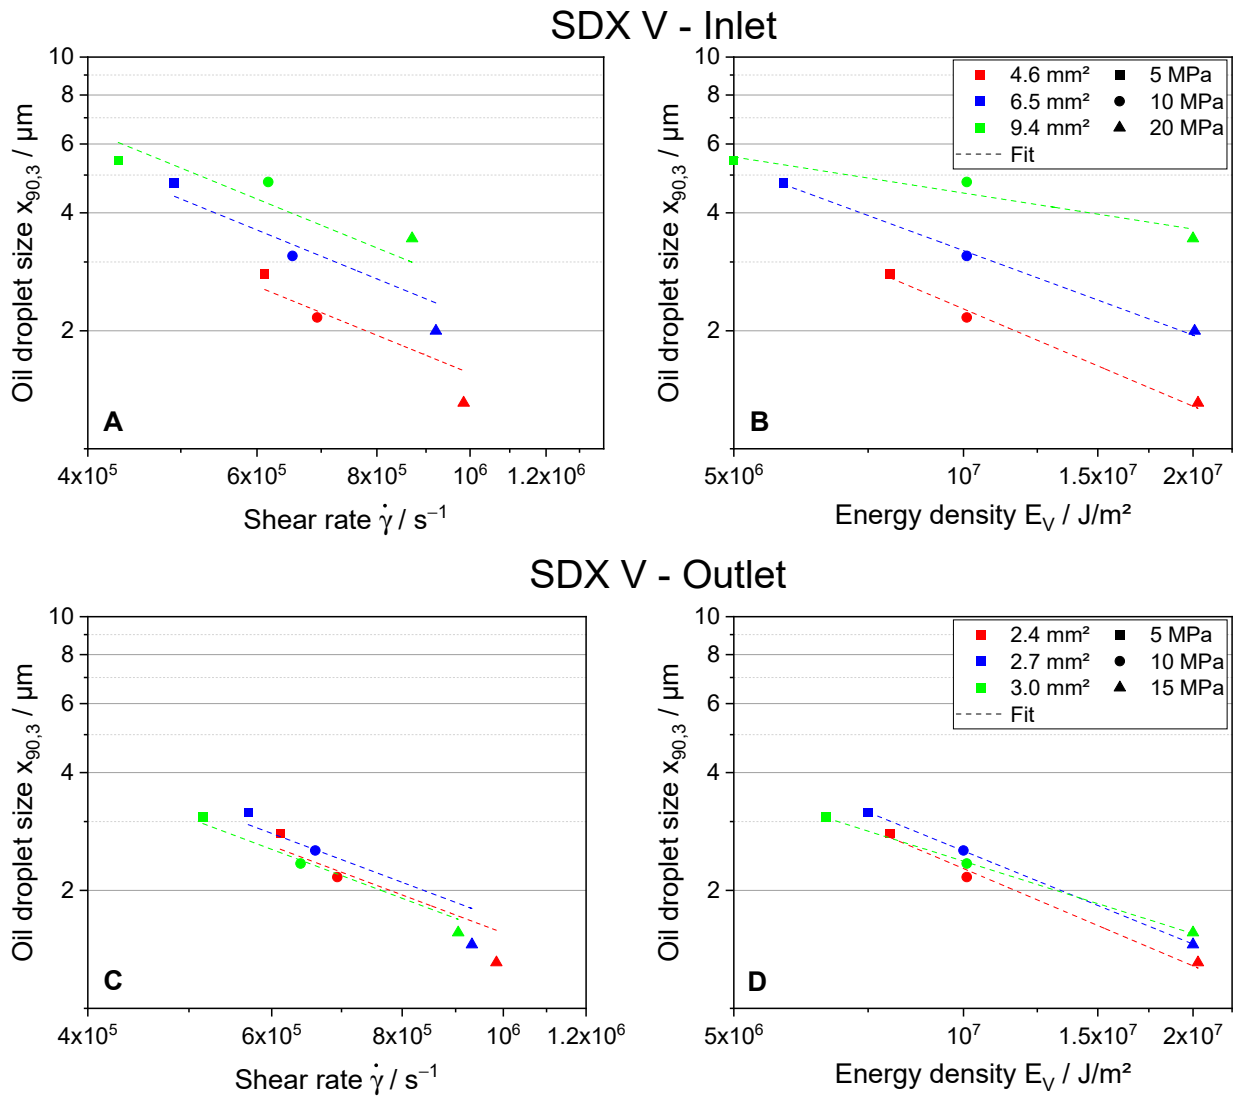 SDX V - Inlet
10
8
6
4
2
Oil droplet size x90,3 / µm
A
4x10⁵
6x10⁵
8x10⁵
10⁶
1.2x10⁶
Shear rate γ̇ / s⁻¹
Oil droplet size x90,3 / µm
10
8
6
4
2
4.6 mm² 5 MPa
6.5 mm² 10 MPa
9.4 mm² 20 MPa
Fit
B
5x10⁶
10⁷
1.5x10⁷
2x10⁷
Energy density EV / J/m²
SDX V - Outlet
10
8
6
4
2
Oil droplet size x90,3 / µm
C
4x10⁵
6x10⁵
8x10⁵
10⁶
1.2x10⁶
Shear rate γ̇ / s⁻¹
Oil droplet size x90,3 / µm
10
8
6
4
2
2.4 mm² 5 MPa
2.7 mm² 10 MPa
3.0 mm² 15 MPa
Fit
D
5x10⁶
10⁷
1.5x10⁷
2x10⁷
Energy density EV / J/m²